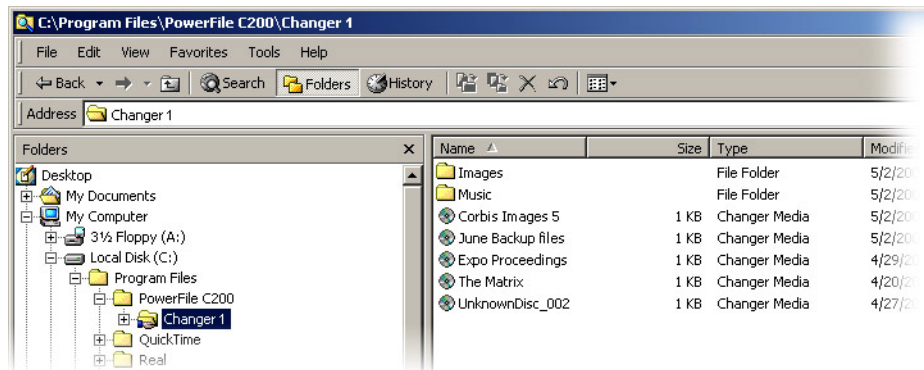 C:\Program Files\PowerFile C200\Changer 1
File Edit View Favorites Tools Help
Back Search Folders History
Address Changer 1
Folders
Desktop
My Documents
My Computer
3½ Floppy (A:)
Local Disk (C:)
Program Files
PowerFile C200
Changer 1
QuickTime
Real
Name Size Type
Images File Folder
Music File Folder
Corbis Images 5 1 KB Changer Media
June Backup files 1 KB Changer Media
Expo Proceedings 1 KB Changer Media
The Matrix 1 KB Changer Media
UnknownDisc_002 1 KB Changer Media